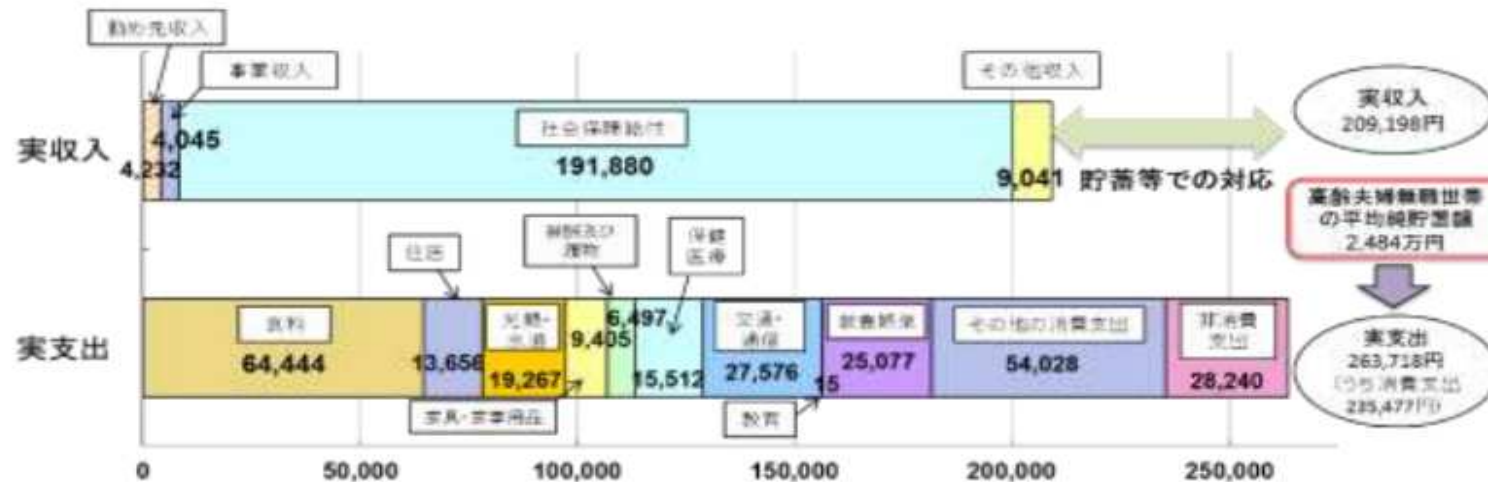 勤め先収入
事業収入
その他収入
実収入
4,232
4,045
社会保障給付
191,880
9,041
貯蓄等での対応
実収入
209,198円
高齢夫婦無職世帯
の平均純貯蓄額
2,484万円
住居
被服及び
履物
保健
医療
実支出
食料
64,444
13,656
光熱・
水道
19,267
9,405
6,497
15,512
交通・
通信
27,576
15
教養娯楽
25,077
その他の消費支出
54,028
非消費
支出
28,240
実支出
263,718円
(うち消費支出
235,477円)
家具・家事用品
教育
0
50,000
100,000
150,000
200,000
250,000